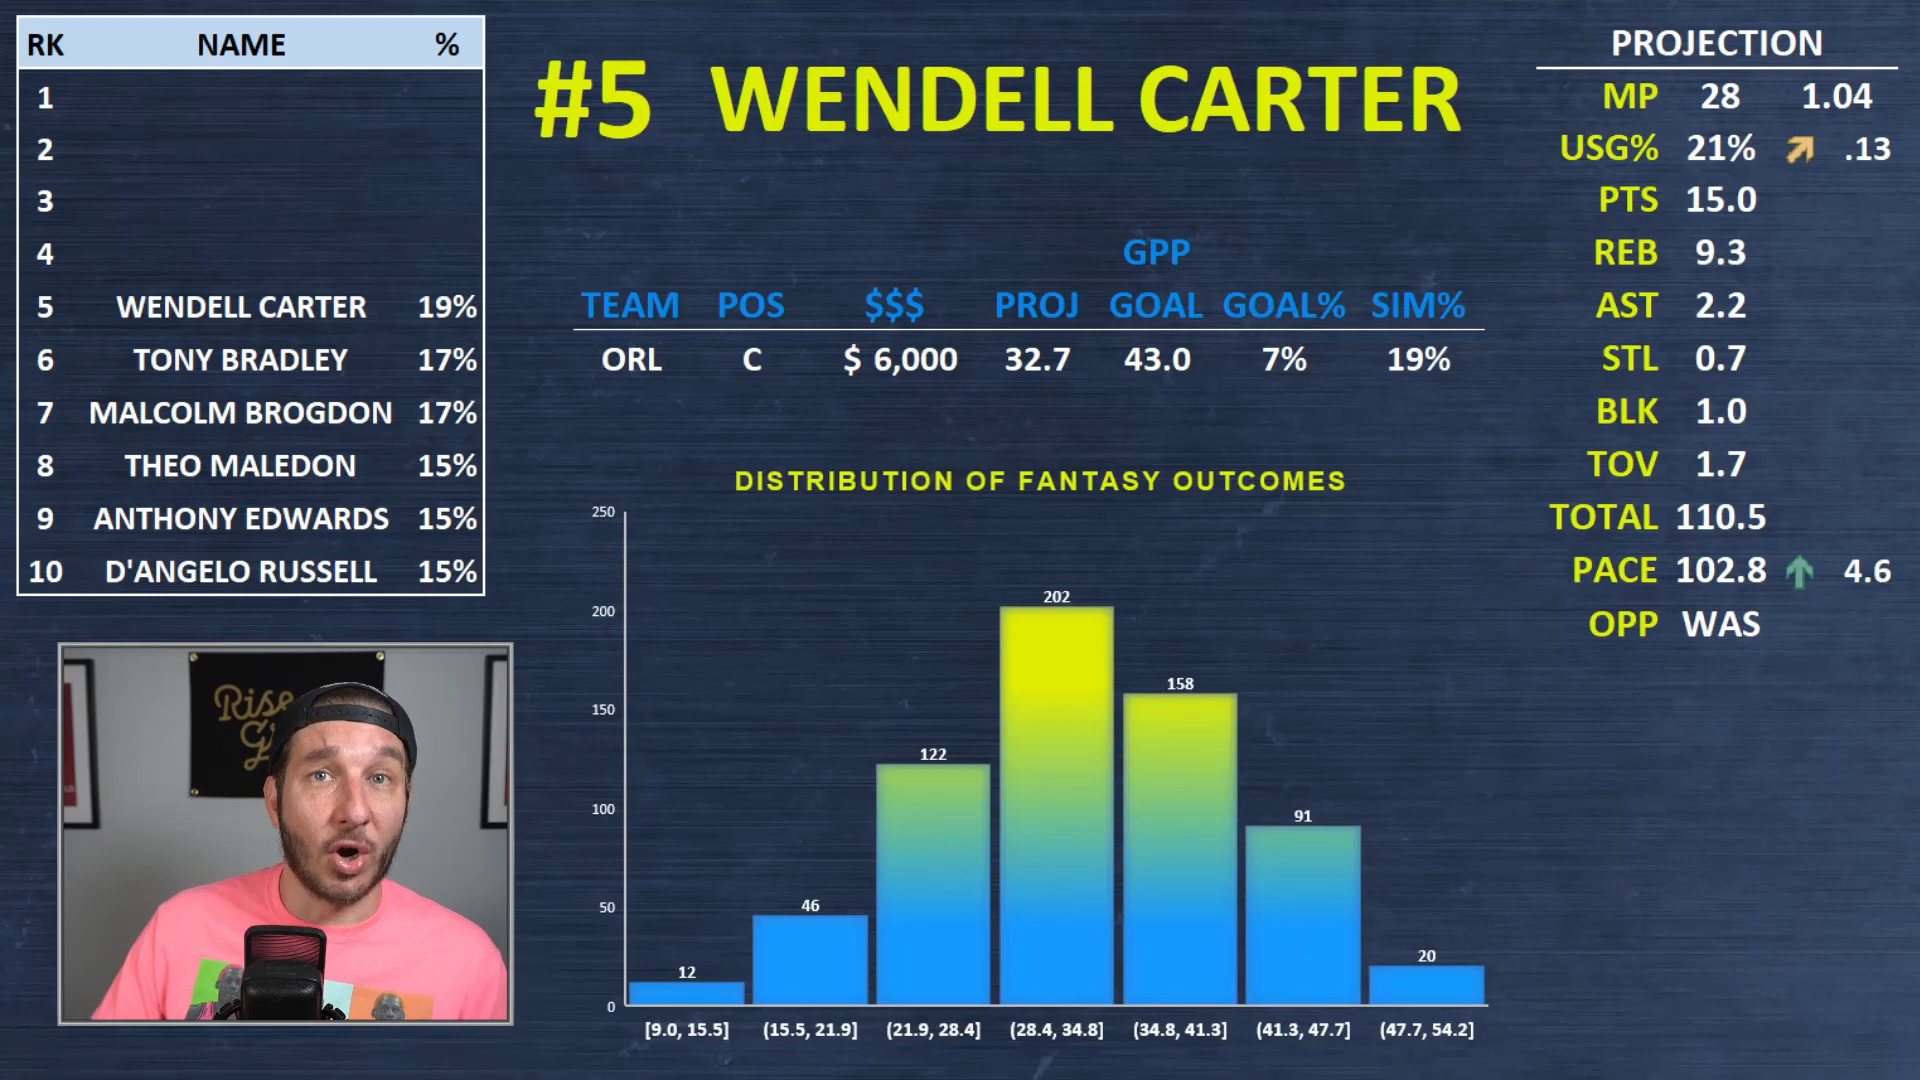 RK NAME %
1
2
3
4
5 WENDELL CARTER 19%
6 TONY BRADLEY 17%
7 MALCOLM BROGDON 17%
8 THEO MALEDON 15%
9 ANTHONY EDWARDS 15%
10 D'ANGELO RUSSELL 15%
#5 WENDELL CARTER
GPP
TEAM POS $$$ PROJ GOAL GOAL% SIM%
ORL C $ 6,000 32.7 43.0 7% 19%
DISTRIBUTION OF FANTASY OUTCOMES
250
200
150
100
50
0
12
46
122
202
158
91
20
[9.0, 15.5] (15.5, 21.9] (21.9, 28.4] (28.4, 34.8] (34.8, 41.3] (41.3, 47.7] (47.7, 54.2]
PROJECTION
MP 28 1.04
USG% 21% .13
PTS 15.0
REB 9.3
AST 2.2
STL 0.7
BLK 1.0
TOV 1.7
TOTAL 110.5
PACE 102.8 4.6
OPP WAS
Rise